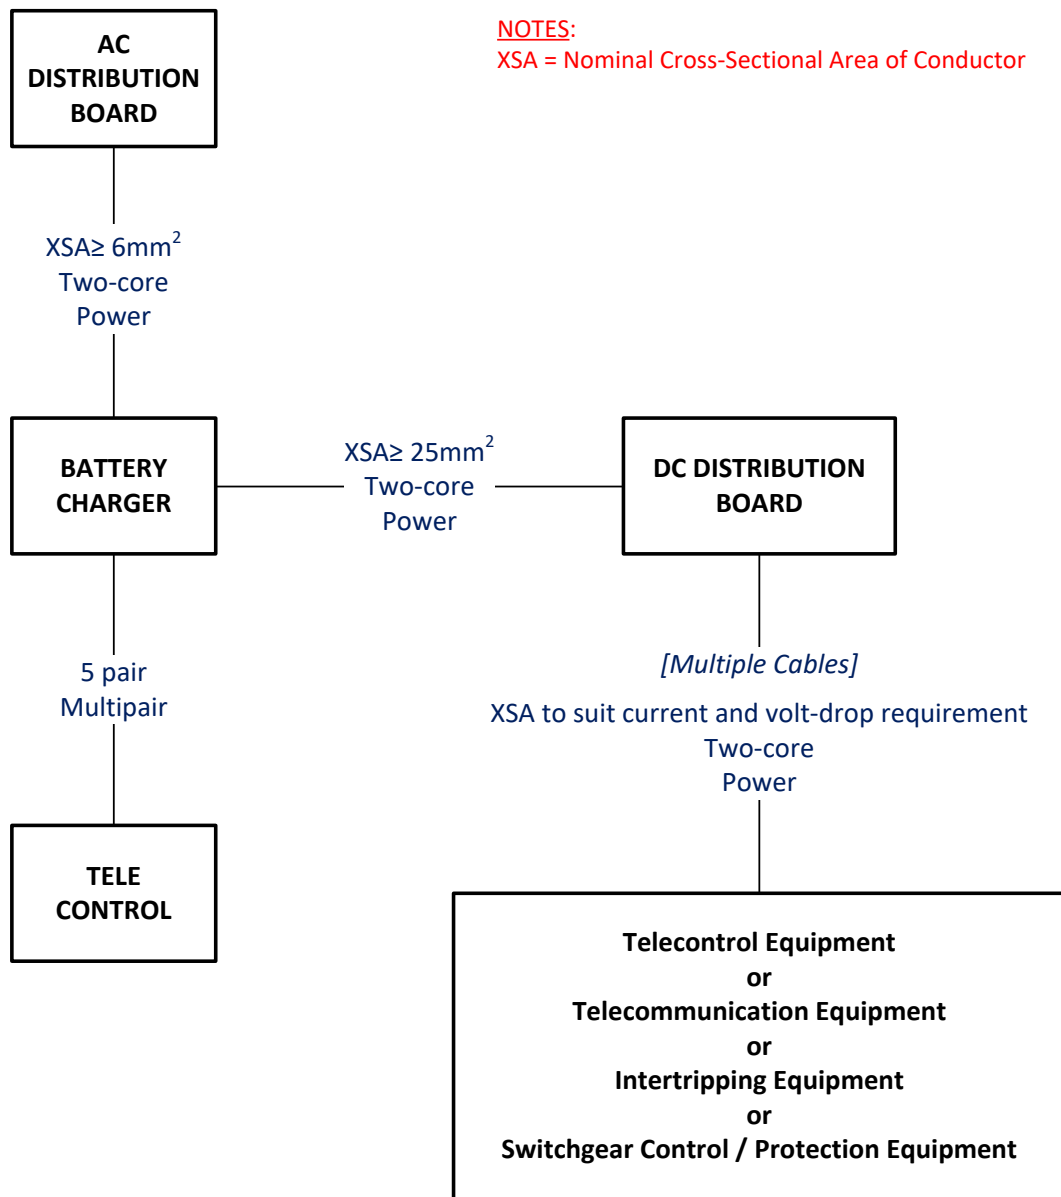 AC
DISTRIBUTION
BOARD
NOTES:
XSA = Nominal Cross-Sectional Area of Conductor
XSA≥ 6mm²
Two-core
Power
BATTERY
CHARGER
XSA≥ 25mm²
Two-core
Power
DC DISTRIBUTION
BOARD
5 pair
Multipair
[Multiple Cables]
XSA to suit current and volt-drop requirement
Two-core
Power
TELE
CONTROL
Telecontrol Equipment
or
Telecommunication Equipment
or
Intertripping Equipment
or
Switchgear Control / Protection Equipment